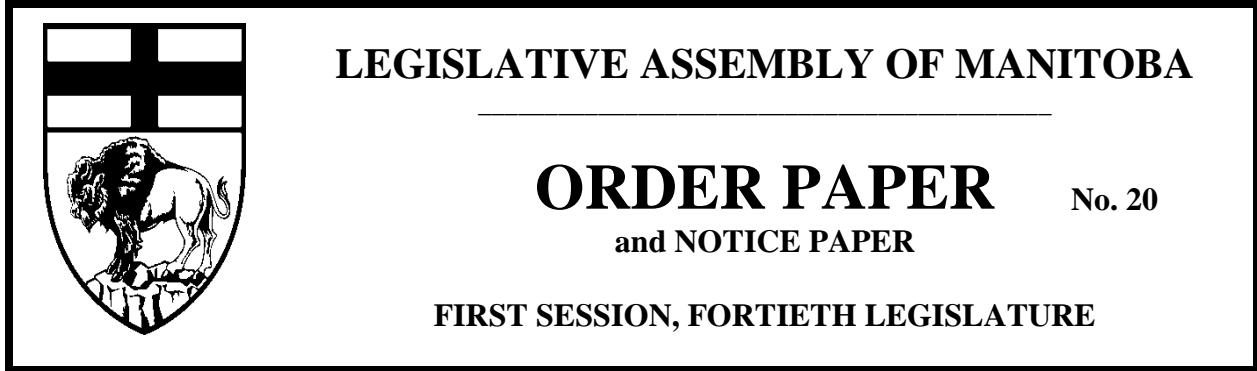 LEGISLATIVE ASSEMBLY OF MANITOBA
ORDER PAPER No. 20
and NOTICE PAPER
FIRST SESSION, FORTIETH LEGISLATURE